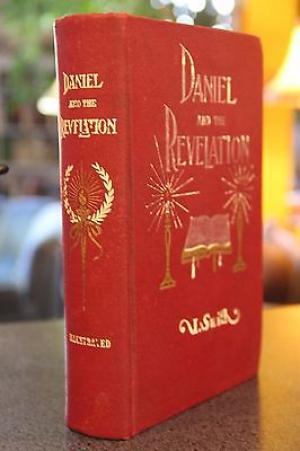 DANIEL
AND THE
REVELATION
ILLUSTRATED
DANIEL
AND THE
REVELATION
U. Smith